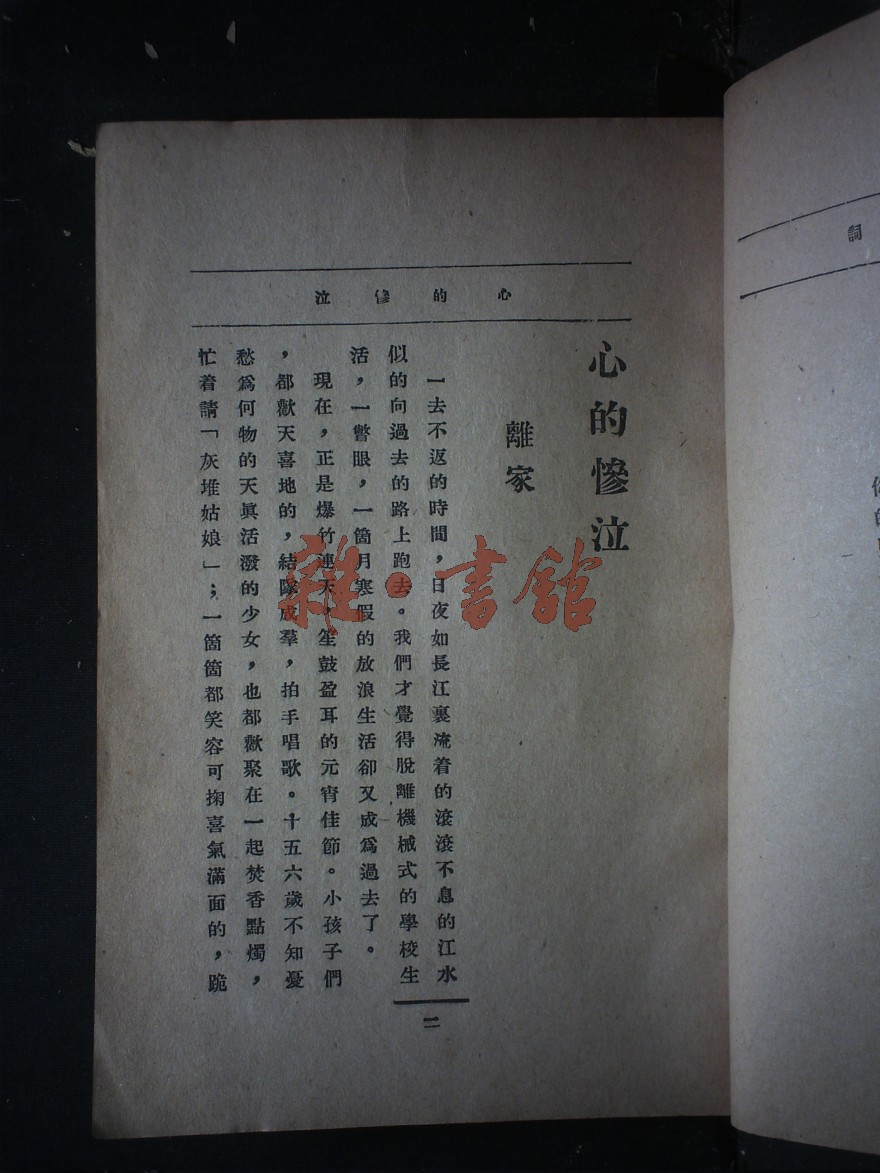 心的慘泣
心的慘泣
離家
一去不返的時間，日夜如長江裏流着的滾滾不息的江水
似的向過去的路上跑去。我們才覺得脫離機械式的學校生
活，一瞥眼，一箇月寒假的放浪生活卻又成爲過去了。
現在，正是爆竹連天，笙鼓盈耳的元宵佳節。小孩子們
，都歡天喜地的，結隊成羣，拍手唱歌。十五六歲不知憂
愁爲何物的天眞活潑的少女，也都歡聚在一起焚香點燭，
忙着請「灰堆姑娘」；一箇箇都笑容可掬喜氣滿面的，跪
二
雜·書館
詞